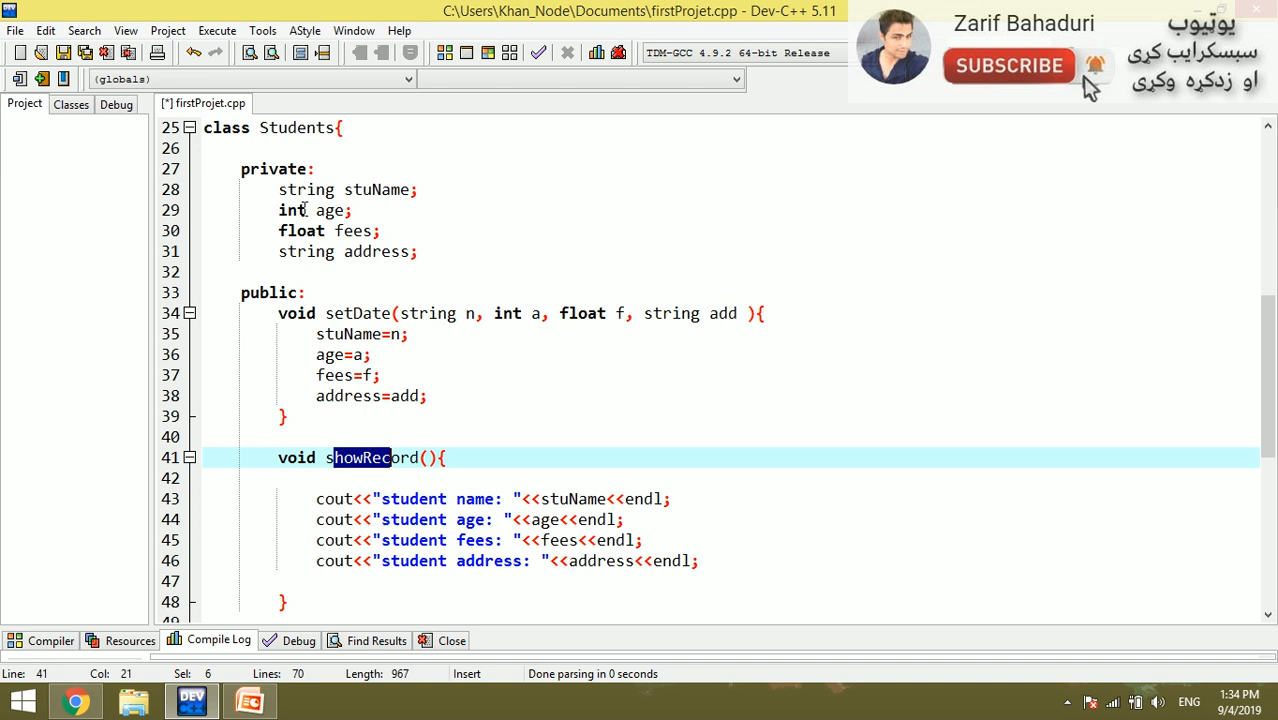 C:\Users\Khan_Node\Documents\firstProjet.cpp - Dev-C++ 5.11
File Edit Search View Project Execute Tools AStyle Window Help
TDM-GCC 4.9.2 64-bit Release
(globals)
Project Classes Debug [*] firstProjet.cpp
Zarif Bahaduri
SUBSCRIBE
یوټیوب
سبسکرایب کړی
او زدکړه وکړی
25 class Students{
26
27 private:
28 string stuName;
29 int age;
30 float fees;
31 string address;
32
33 public:
34 void setDate(string n, int a, float f, string add ){
35 stuName=n;
36 age=a;
37 fees=f;
38 address=add;
39 }
40
41 void showRecord(){
42
43 cout<<"student name: "<<stuName<<endl;
44 cout<<"student age: "<<age<<endl;
45 cout<<"student fees: "<<fees<<endl;
46 cout<<"student address: "<<address<<endl;
47
48 }
49
Compiler Resources Compile Log Debug Find Results Close
Line: 41 Col: 21 Sel: 6 Lines: 70 Length: 967 Insert Done parsing in 0 seconds
DEV
ENG
1:34 PM
9/4/2019